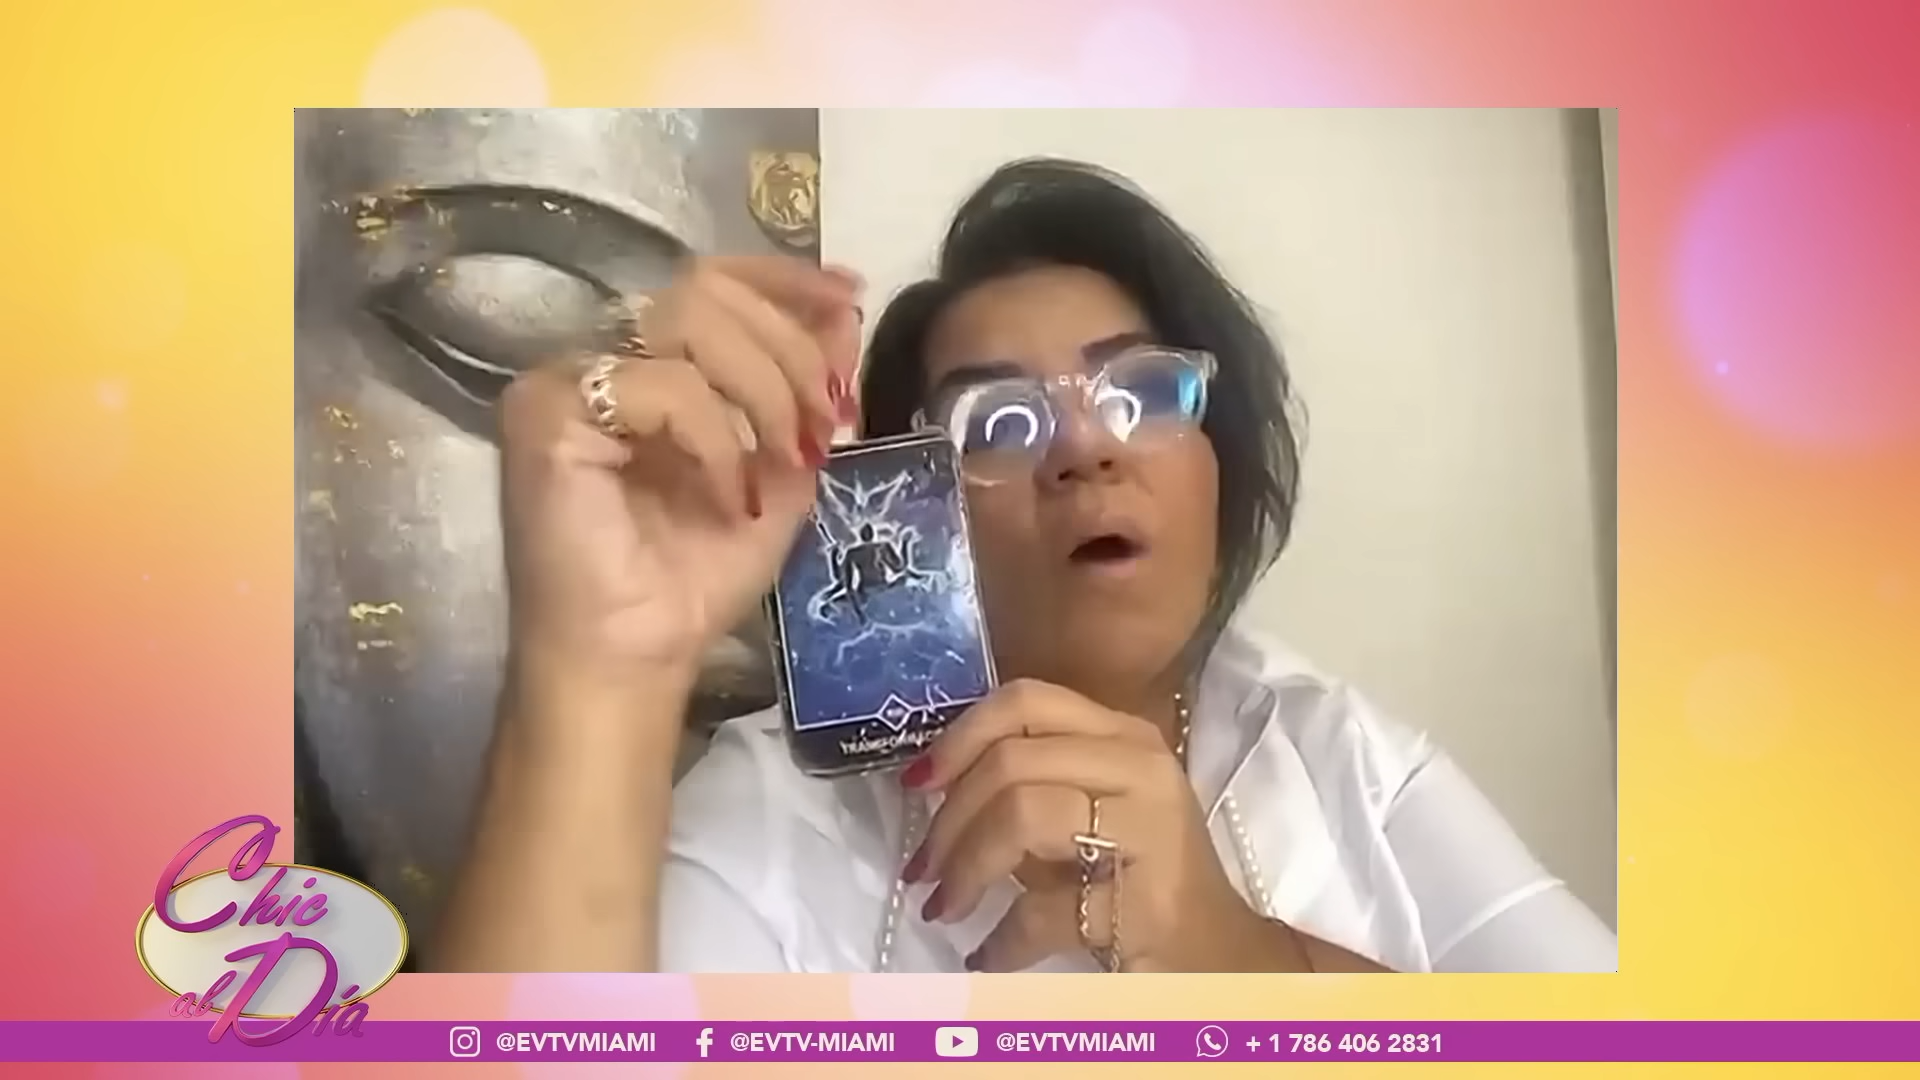 Chic
al Día
@EVTVMIAMI
@EVTV-MIAMI
@EVTVMIAMI
+ 1 786 406 2831